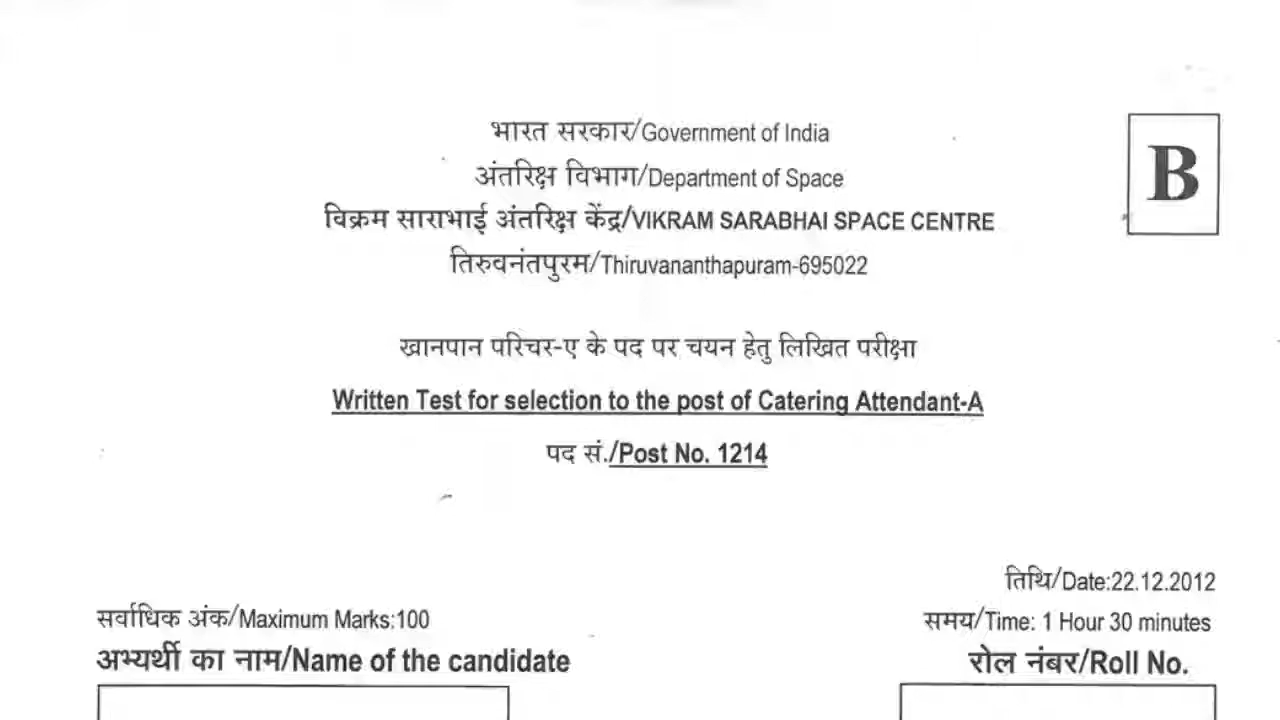 भारत सरकार/Government of India
अंतरिक्ष विभाग/Department of Space
B
विक्रम साराभाई अंतरिक्ष केंद्र/VIKRAM SARABHAI SPACE CENTRE
तिरुवनंतपुरम/Thiruvananthapuram-695022
खानपान परिचर-ए के पद पर चयन हेतु लिखित परीक्षा
Written Test for selection to the post of Catering Attendant-A
पद सं./Post No. 1214
तिथि/Date:22.12.2012
सर्वाधिक अंक/Maximum Marks:100
समय/Time: 1 Hour 30 minutes
अभ्यर्थी का नाम/Name of the candidate
रोल नंबर/Roll No.